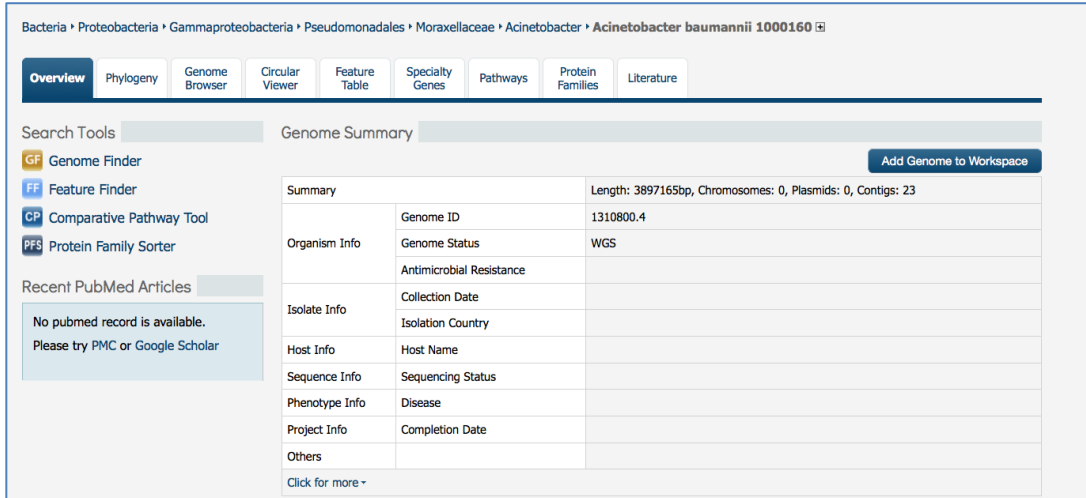 Bacteria ‣ Proteobacteria ‣ Gammaproteobacteria ‣ Pseudomonadales ‣ Moraxellaceae ‣ Acinetobacter ‣ Acinetobacter baumannii 1000160
Overview
Phylogeny
Genome
Browser
Circular
Viewer
Feature
Table
Specialty
Genes
Pathways
Protein
Families
Literature
Search Tools
GF Genome Finder
FF Feature Finder
CP Comparative Pathway Tool
PFS Protein Family Sorter
Recent PubMed Articles
No pubmed record is available.
Please try PMC or Google Scholar
Genome Summary
Add Genome to Workspace
Summary Length: 3897165bp, Chromosomes: 0, Plasmids: 0, Contigs: 23
Organism Info Genome ID 1310800.4
Genome Status WGS
Antimicrobial Resistance
Isolate Info Collection Date
Isolation Country
Host Info Host Name
Sequence Info Sequencing Status
Phenotype Info Disease
Project Info Completion Date
Others
Click for more